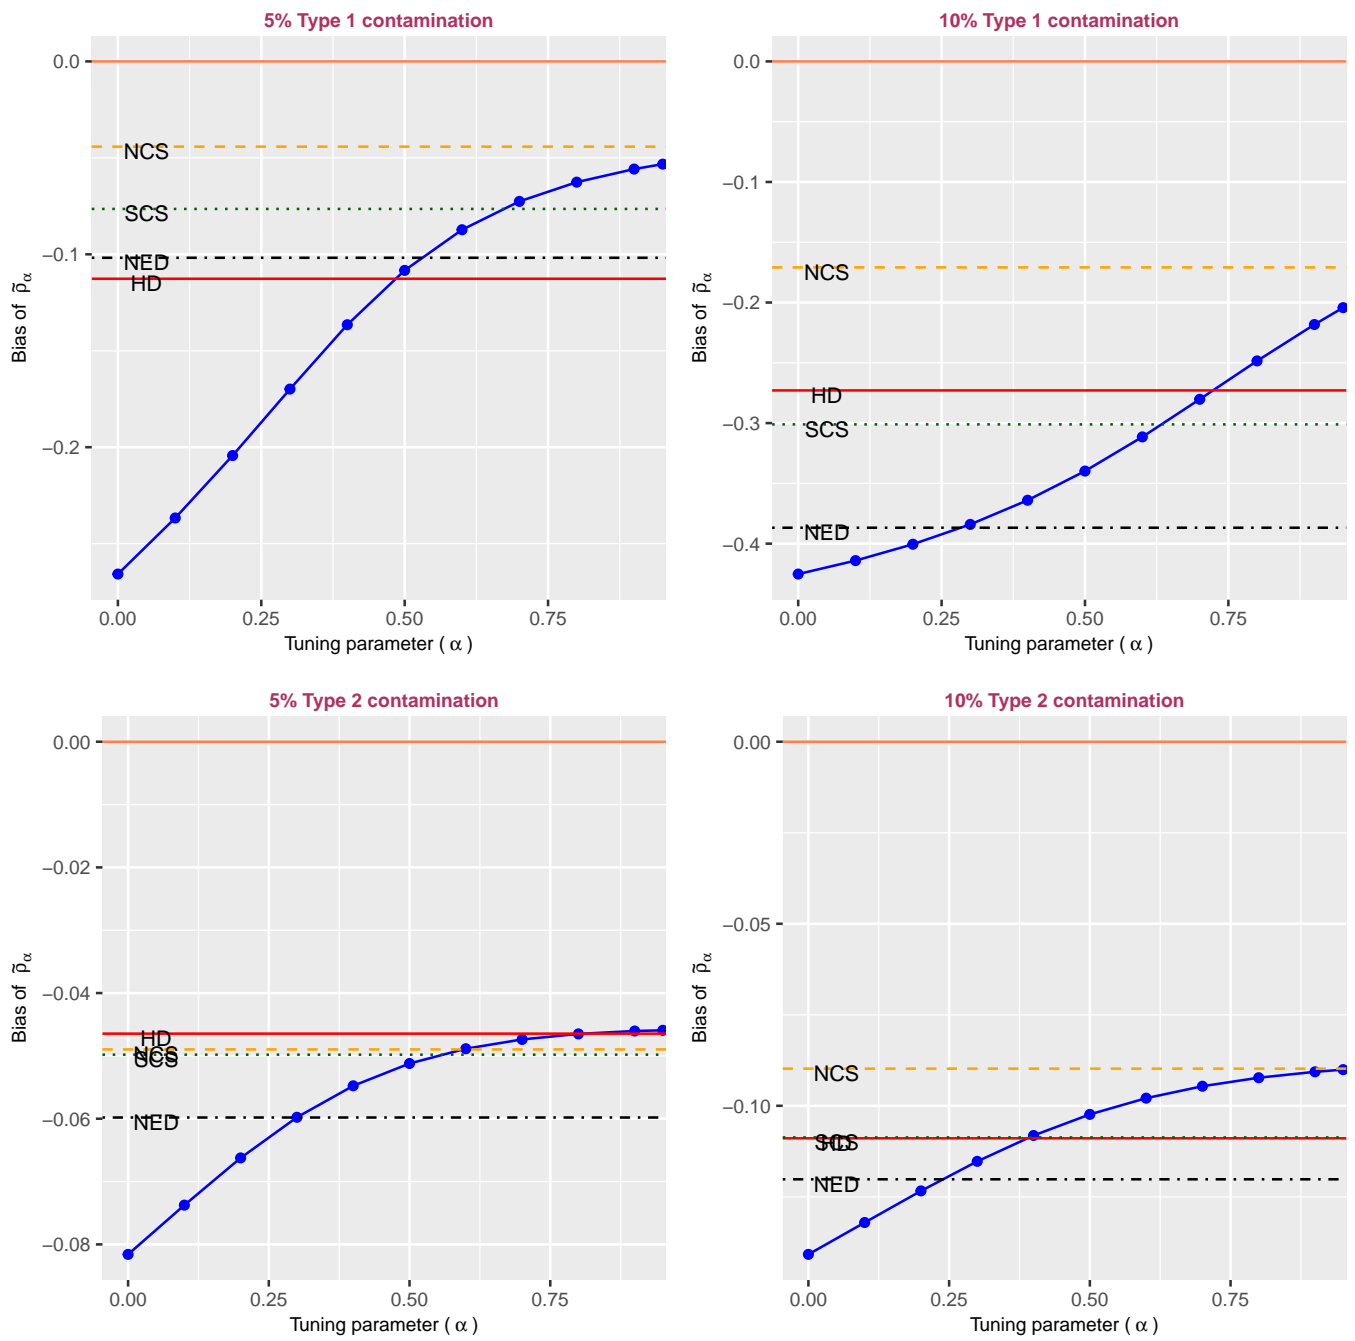 5% Type 1 contamination
0.0
−0.1
−0.2
NCS
SCS
NED
HD
0.00 0.25 0.50 0.75
Tuning parameter ( α )
Bias of ρ̃α
10% Type 1 contamination
0.0
−0.1
−0.2
−0.3
−0.4
NCS
HD
SCS
NED
0.00 0.25 0.50 0.75
Tuning parameter ( α )
Bias of ρ̃α
5% Type 2 contamination
0.00
−0.02
−0.04
−0.06
−0.08
HD
NCS
SCS
NED
0.00 0.25 0.50 0.75
Tuning parameter ( α )
Bias of ρ̃α
10% Type 2 contamination
0.00
−0.05
−0.10
NCS
SCS
HD
NED
0.00 0.25 0.50 0.75
Tuning parameter ( α )
Bias of ρ̃α